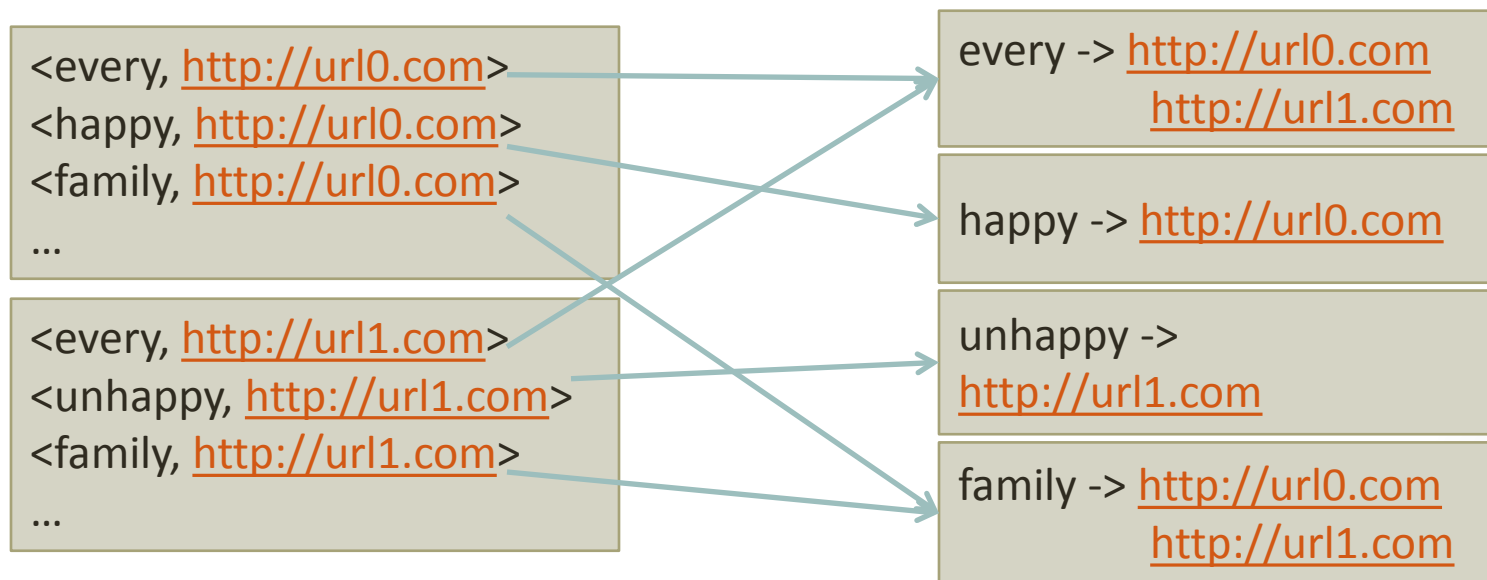 <every, http://url0.com>
<happy, http://url0.com>
<family, http://url0.com>
...
<every, http://url1.com>
<unhappy, http://url1.com>
<family, http://url1.com>
...
every -> http://url0.com
http://url1.com
happy -> http://url0.com
unhappy ->
http://url1.com
family -> http://url0.com
http://url1.com